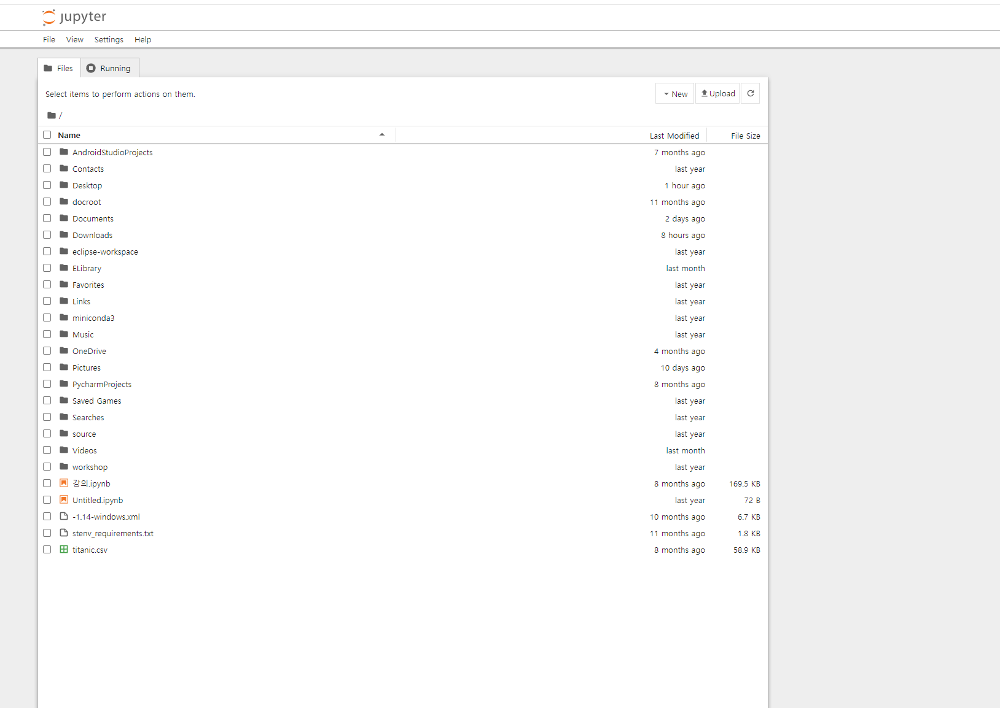 jupyter
File View Settings Help
Files Running
Select items to perform actions on them.
New Upload
/
Name Last Modified File Size
AndroidStudioProjects 7 months ago
Contacts last year
Desktop 1 hour ago
docroot 11 months ago
Documents 2 days ago
Downloads 8 hours ago
eclipse-workspace last year
ELibrary last month
Favorites last year
Links last year
miniconda3 last year
Music last year
OneDrive 4 months ago
Pictures 10 days ago
PycharmProjects 8 months ago
Saved Games last year
Searches last year
source last year
Videos last month
workshop last year
강의.ipynb 8 months ago 169.5 KB
Untitled.ipynb last year 72 B
-1.14-windows.xml 10 months ago 6.7 KB
stenv_requirements.txt 11 months ago 1.8 KB
titanic.csv 8 months ago 58.9 KB